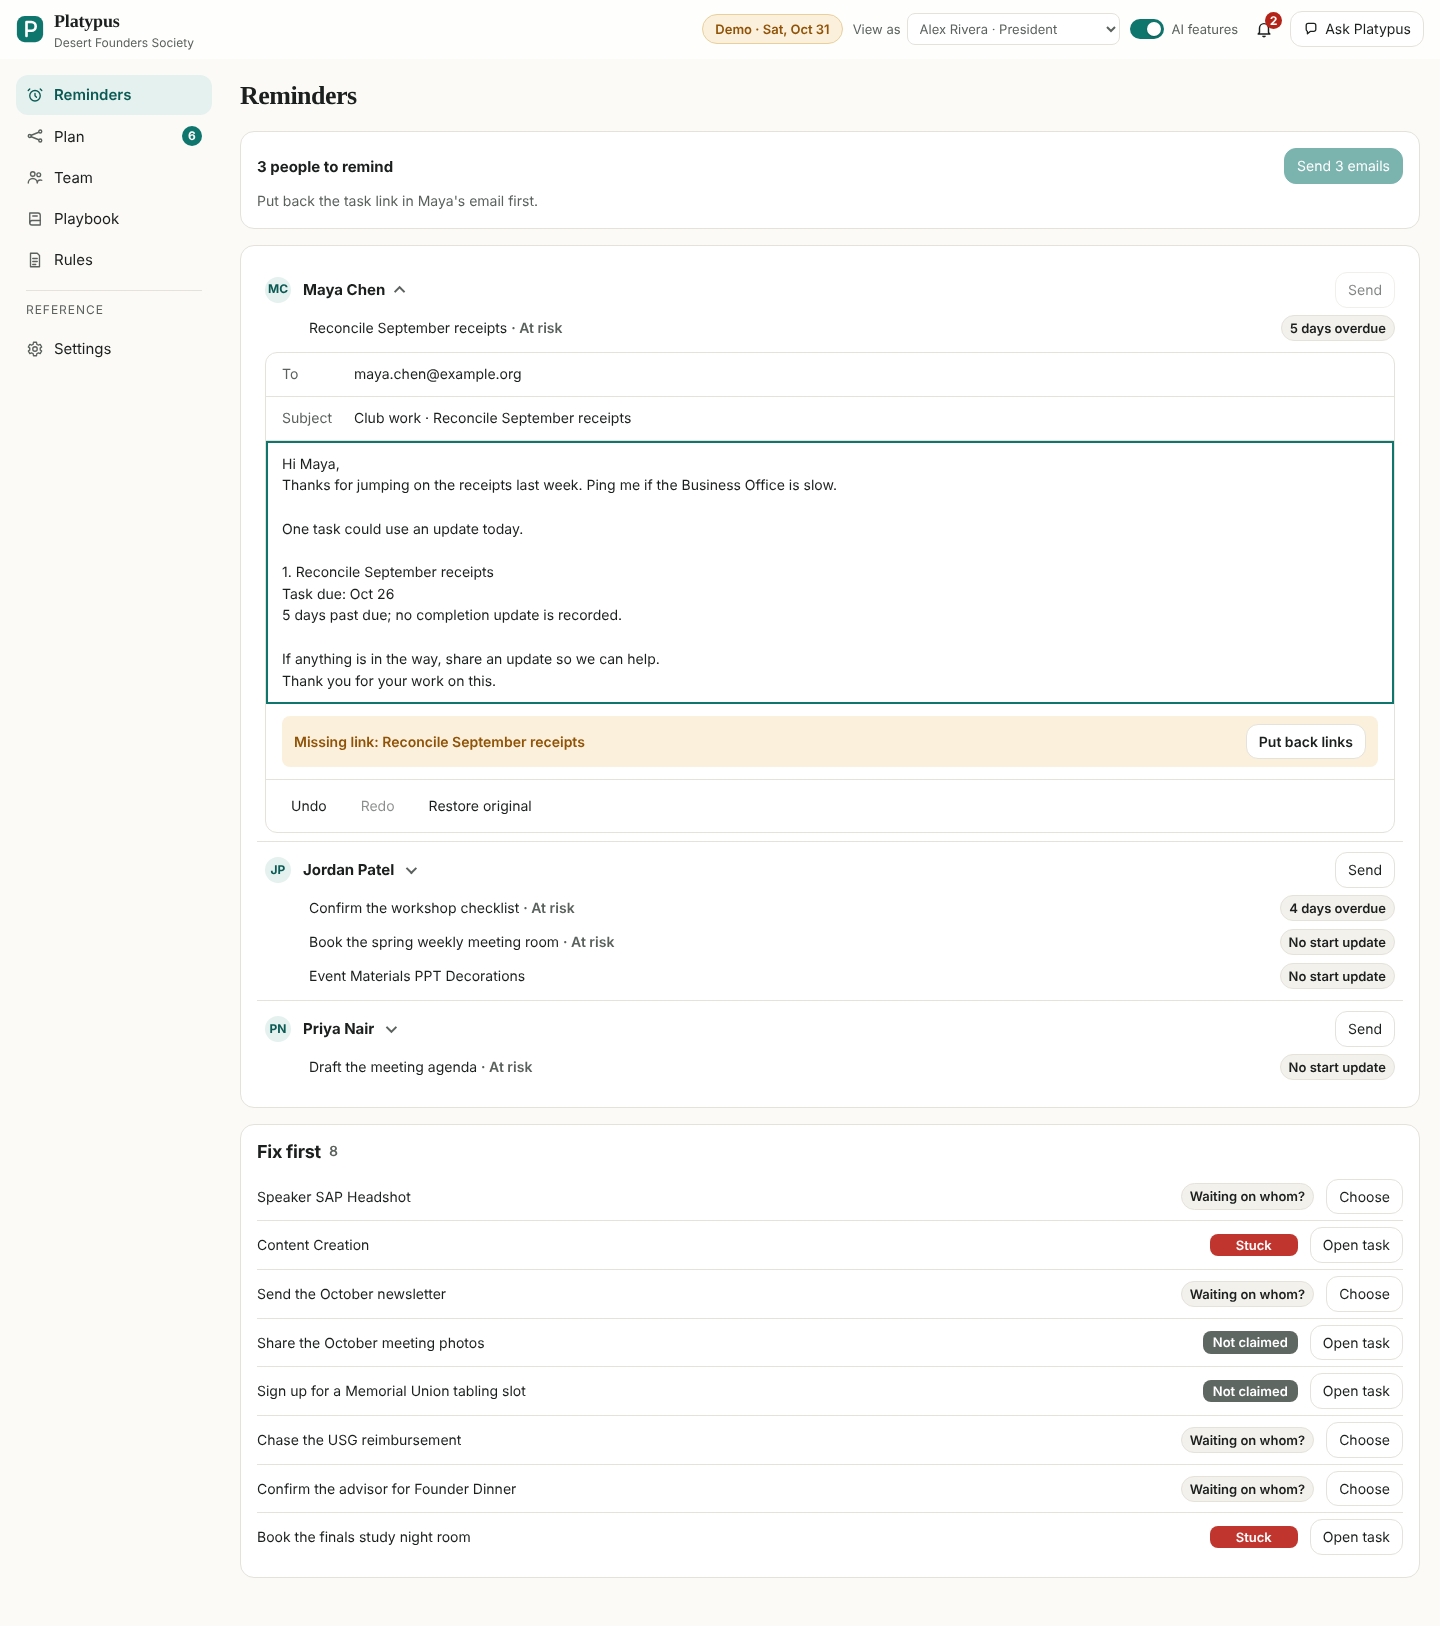 P
Platypus
Desert Founders Society
Demo · Sat, Oct 31
View as
Alex Rivera · President
AI features
2
Ask Platypus
Reminders
Plan
6
Team
Playbook
Rules
REFERENCE
Settings
Reminders
3 people to remind
Send 3 emails
Put back the task link in Maya's email first.
MC
Maya Chen
Send
Reconcile September receipts · At risk
5 days overdue
To
maya.chen@example.org
Subject
Club work · Reconcile September receipts
Hi Maya,
Thanks for jumping on the receipts last week. Ping me if the Business Office is slow.
One task could use an update today.
1. Reconcile September receipts
Task due: Oct 26
5 days past due; no completion update is recorded.
If anything is in the way, share an update so we can help.
Thank you for your work on this.
Missing link: Reconcile September receipts
Put back links
Undo
Redo
Restore original
JP
Jordan Patel
Send
Confirm the workshop checklist · At risk
4 days overdue
Book the spring weekly meeting room · At risk
No start update
Event Materials PPT Decorations
No start update
PN
Priya Nair
Send
Draft the meeting agenda · At risk
No start update
Fix first 8
Speaker SAP Headshot
Waiting on whom?
Choose
Content Creation
Stuck
Open task
Send the October newsletter
Waiting on whom?
Choose
Share the October meeting photos
Not claimed
Open task
Sign up for a Memorial Union tabling slot
Not claimed
Open task
Chase the USG reimbursement
Waiting on whom?
Choose
Confirm the advisor for Founder Dinner
Waiting on whom?
Choose
Book the finals study night room
Stuck
Open task